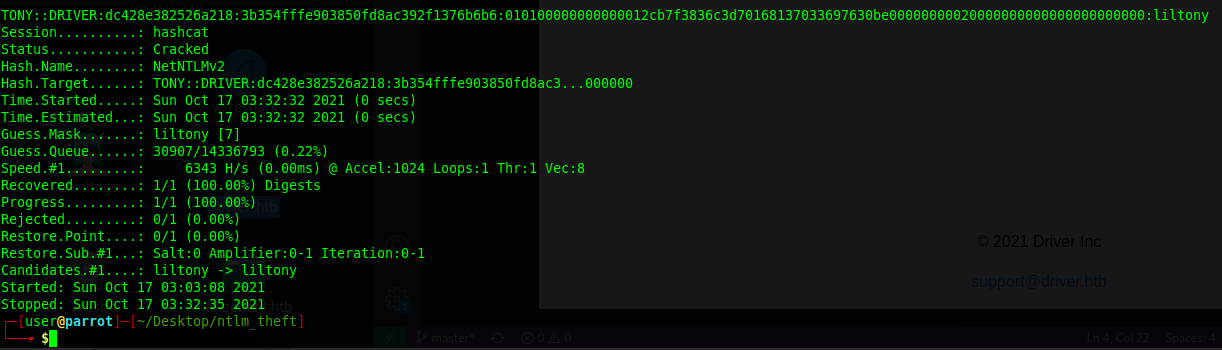 TONY::DRIVER:dc428e382526a218:3b354fffe903850fd8ac392f1376b6b6:010100000000000012cb7f3836c3d70168137033697630be00000000020000000000000000000000:liltony
Session..........: hashcat
Status...........: Cracked
Hash.Name........: NetNTLMv2
Hash.Target......: TONY::DRIVER:dc428e382526a218:3b354fffe903850fd8ac3...000000
Time.Started.....: Sun Oct 17 03:32:32 2021 (0 secs)
Time.Estimated...: Sun Oct 17 03:32:32 2021 (0 secs)
Guess.Mask.......: liltony [7]
Guess.Queue......: 30907/14336793 (0.22%)
Speed.#1.........:     6343 H/s (0.00ms) @ Accel:1024 Loops:1 Thr:1 Vec:8
Recovered........: 1/1 (100.00%) Digests
Progress.........: 1/1 (100.00%)
Rejected.........: 0/1 (0.00%)
Restore.Point....: 0/1 (0.00%)
Restore.Sub.#1...: Salt:0 Amplifier:0-1 Iteration:0-1
Candidates.#1....: liltony -> liltony
Started: Sun Oct 17 03:03:08 2021
Stopped: Sun Oct 17 03:32:35 2021
[user@parrot]-[~/Desktop/ntlm_theft]
$
© 2021 Driver Inc
support@driver.htb
master* 0 0 Ln 4, Col 22 Spaces: 4